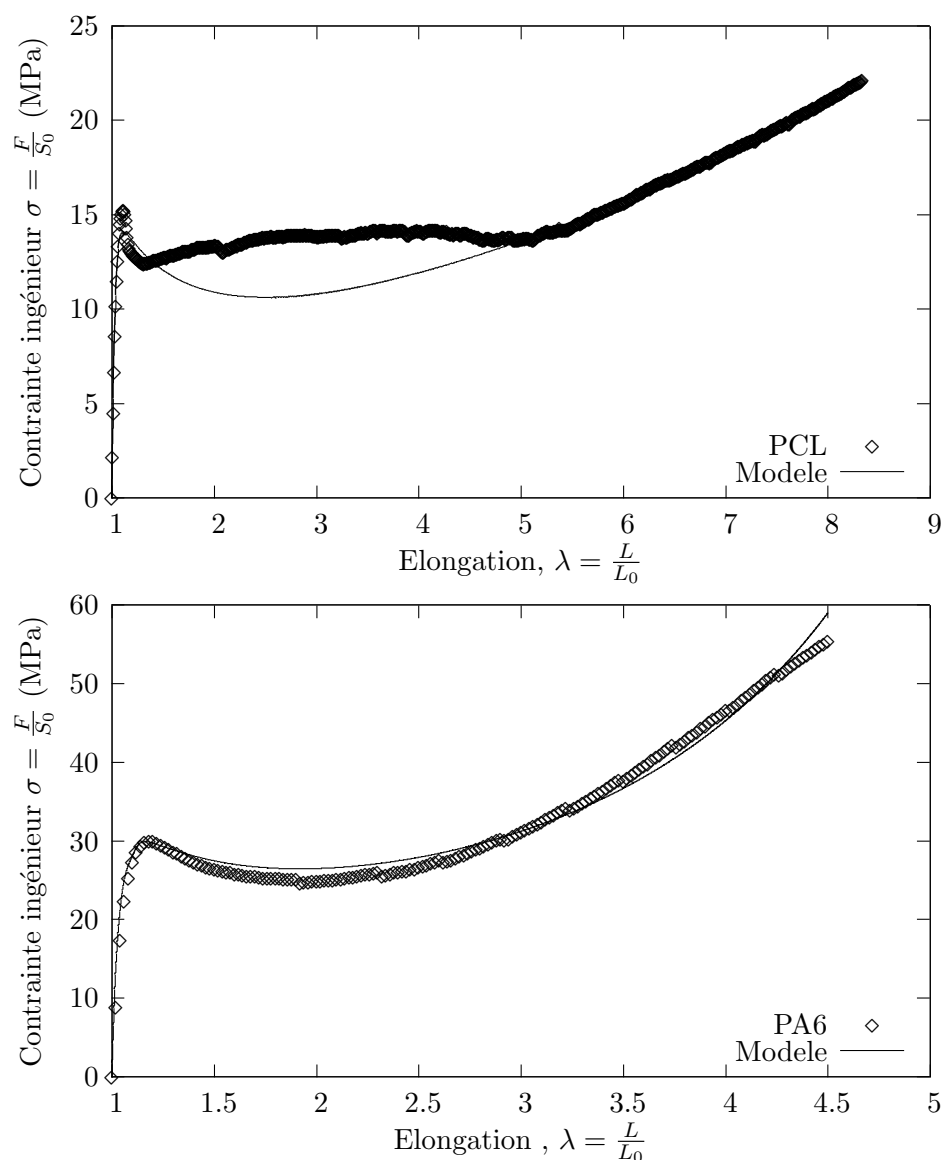 25
20
15
10
5
0
1 2 3 4 5 6 7 8 9
Contrainte ingénieur σ = F/S₀ (MPa)
Elongation, λ = L/L₀
PCL
Modele
60
50
40
30
20
10
0
1 1.5 2 2.5 3 3.5 4 4.5 5
Contrainte ingénieur σ = F/S₀ (MPa)
Elongation , λ = L/L₀
PA6
Modele